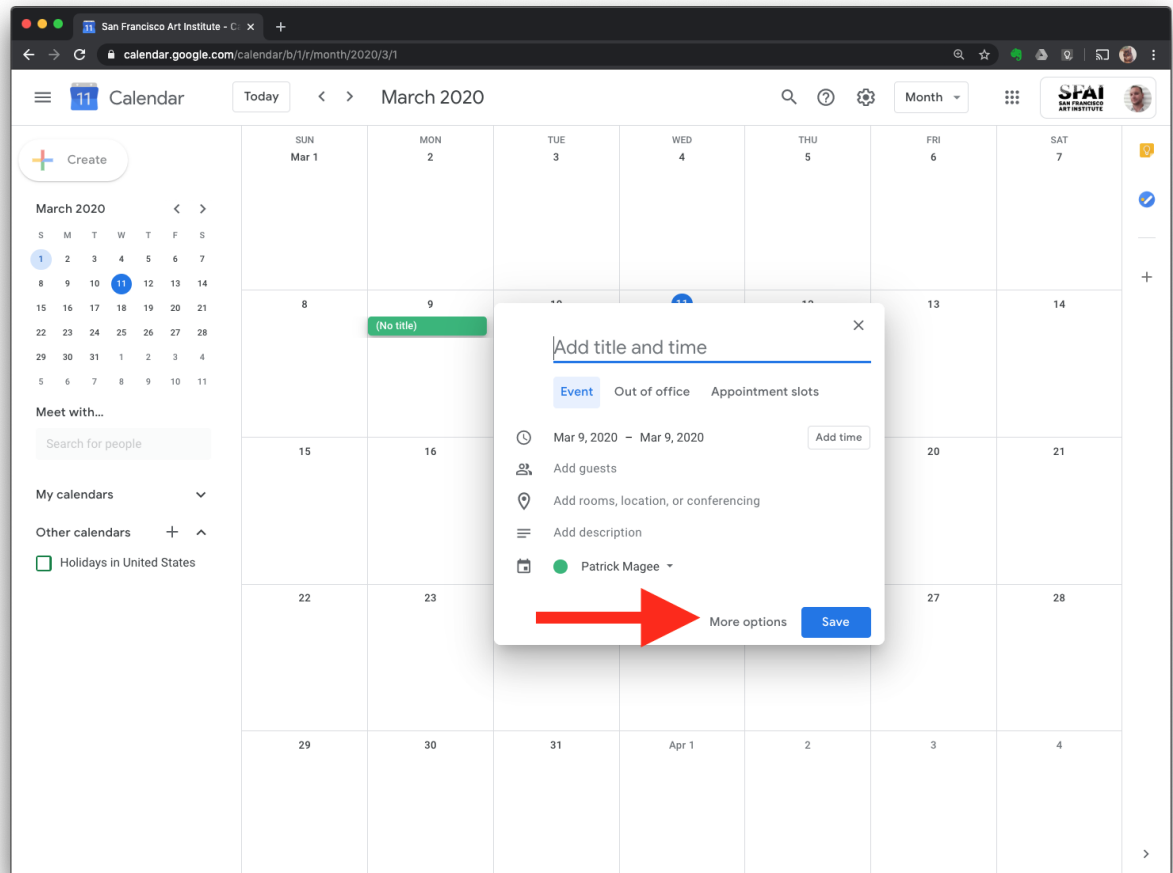 San Francisco Art Institute - C
calendar.google.com/calendar/b/1/r/month/2020/3/1
11 Calendar Today March 2020 Month SFAI
SAN FRANCISCO
ART INSTITUTE
Create
March 2020
S M T W T F S
1 2 3 4 5 6 7
8 9 10 11 12 13 14
15 16 17 18 19 20 21
22 23 24 25 26 27 28
29 30 31 1 2 3 4
5 6 7 8 9 10 11
Meet with...
Search for people
My calendars
Other calendars
Holidays in United States
SUN MON TUE WED THU FRI SAT
Mar 1 2 3 4 5 6 7
8 9 10 11 12 13 14
(No title)
Add title and time
Event Out of office Appointment slots
Mar 9, 2020 – Mar 9, 2020 Add time
Add guests
Add rooms, location, or conferencing
Add description
Patrick Magee
More options Save
15 16 20 21
22 23 27 28
29 30 31 Apr 1 2 3 4